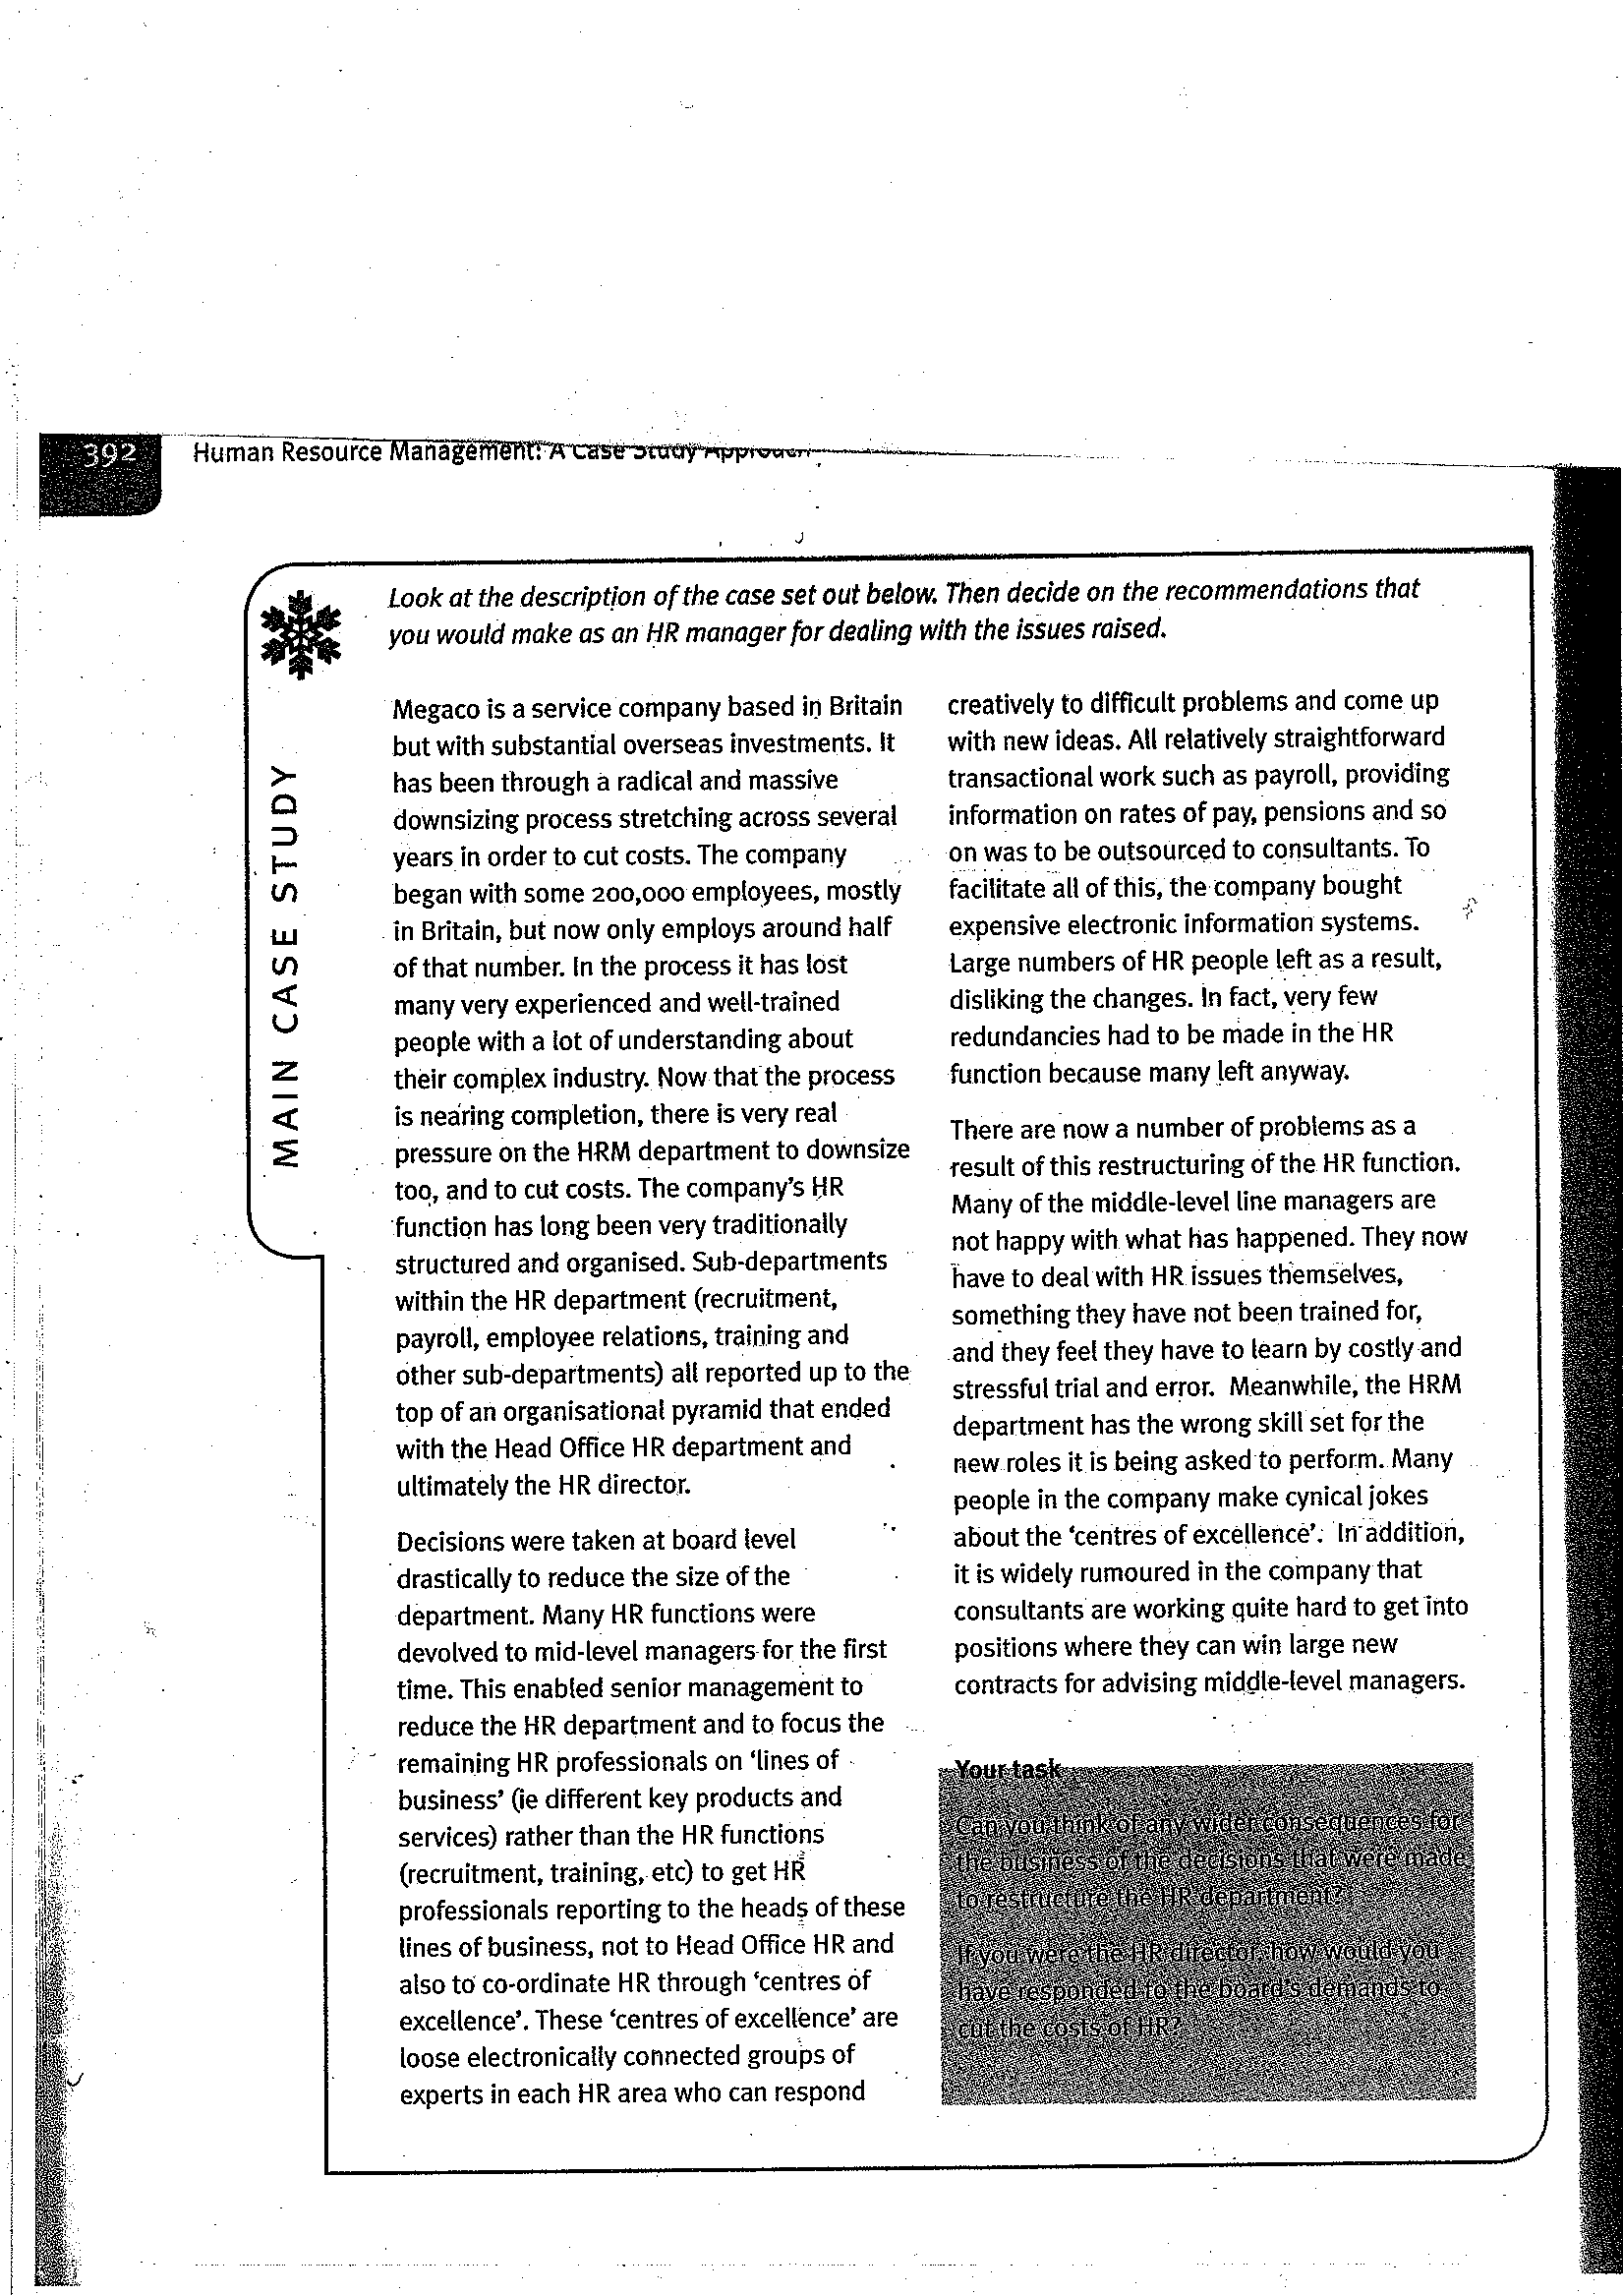 392
Human Resource Management: A Case Study Approach
MAIN CASE STUDY
Look at the description of the case set out below. Then decide on the recommendations that
you would make as an HR manager for dealing with the issues raised.
Megaco is a service company based in Britain
but with substantial overseas investments. It
has been through a radical and massive
downsizing process stretching across several
years in order to cut costs. The company
began with some 200,000 employees, mostly
in Britain, but now only employs around half
of that number. In the process it has lost
many very experienced and well-trained
people with a lot of understanding about
their complex industry. Now that the process
is nearing completion, there is very real
pressure on the HRM department to downsize
too, and to cut costs. The company's HR
function has long been very traditionally
structured and organised. Sub-departments
within the HR department (recruitment,
payroll, employee relations, training and
other sub-departments) all reported up to the
top of an organisational pyramid that ended
with the Head Office HR department and
ultimately the HR director.
Decisions were taken at board level
drastically to reduce the size of the
department. Many HR functions were
devolved to mid-level managers for the first
time. This enabled senior management to
reduce the HR department and to focus the
remaining HR professionals on 'lines of
business' (ie different key products and
services) rather than the HR functions
(recruitment, training, etc) to get HR
professionals reporting to the heads of these
lines of business, not to Head Office HR and
also to co-ordinate HR through 'centres of
excellence'. These 'centres of excellence' are
loose electronically connected groups of
experts in each HR area who can respond
creatively to difficult problems and come up
with new ideas. All relatively straightforward
transactional work such as payroll, providing
information on rates of pay, pensions and so
on was to be outsourced to consultants. To
facilitate all of this, the company bought
expensive electronic information systems.
Large numbers of HR people left as a result,
disliking the changes. In fact, very few
redundancies had to be made in the HR
function because many left anyway.
There are now a number of problems as a
result of this restructuring of the HR function.
Many of the middle-level line managers are
not happy with what has happened. They now
have to deal with HR issues themselves,
something they have not been trained for,
and they feel they have to learn by costly and
stressful trial and error. Meanwhile, the HRM
department has the wrong skill set for the
new roles it is being asked to perform. Many
people in the company make cynical jokes
about the 'centres of excellence'. In addition,
it is widely rumoured in the company that
consultants are working quite hard to get into
positions where they can win large new
contracts for advising middle-level managers.
Your task
Can you think of any wider consequences for
the business of the decisions that were made
to restructure the HR department?
If you were the HR director, how would you
have responded to the board's demands to
cut the costs of HR?